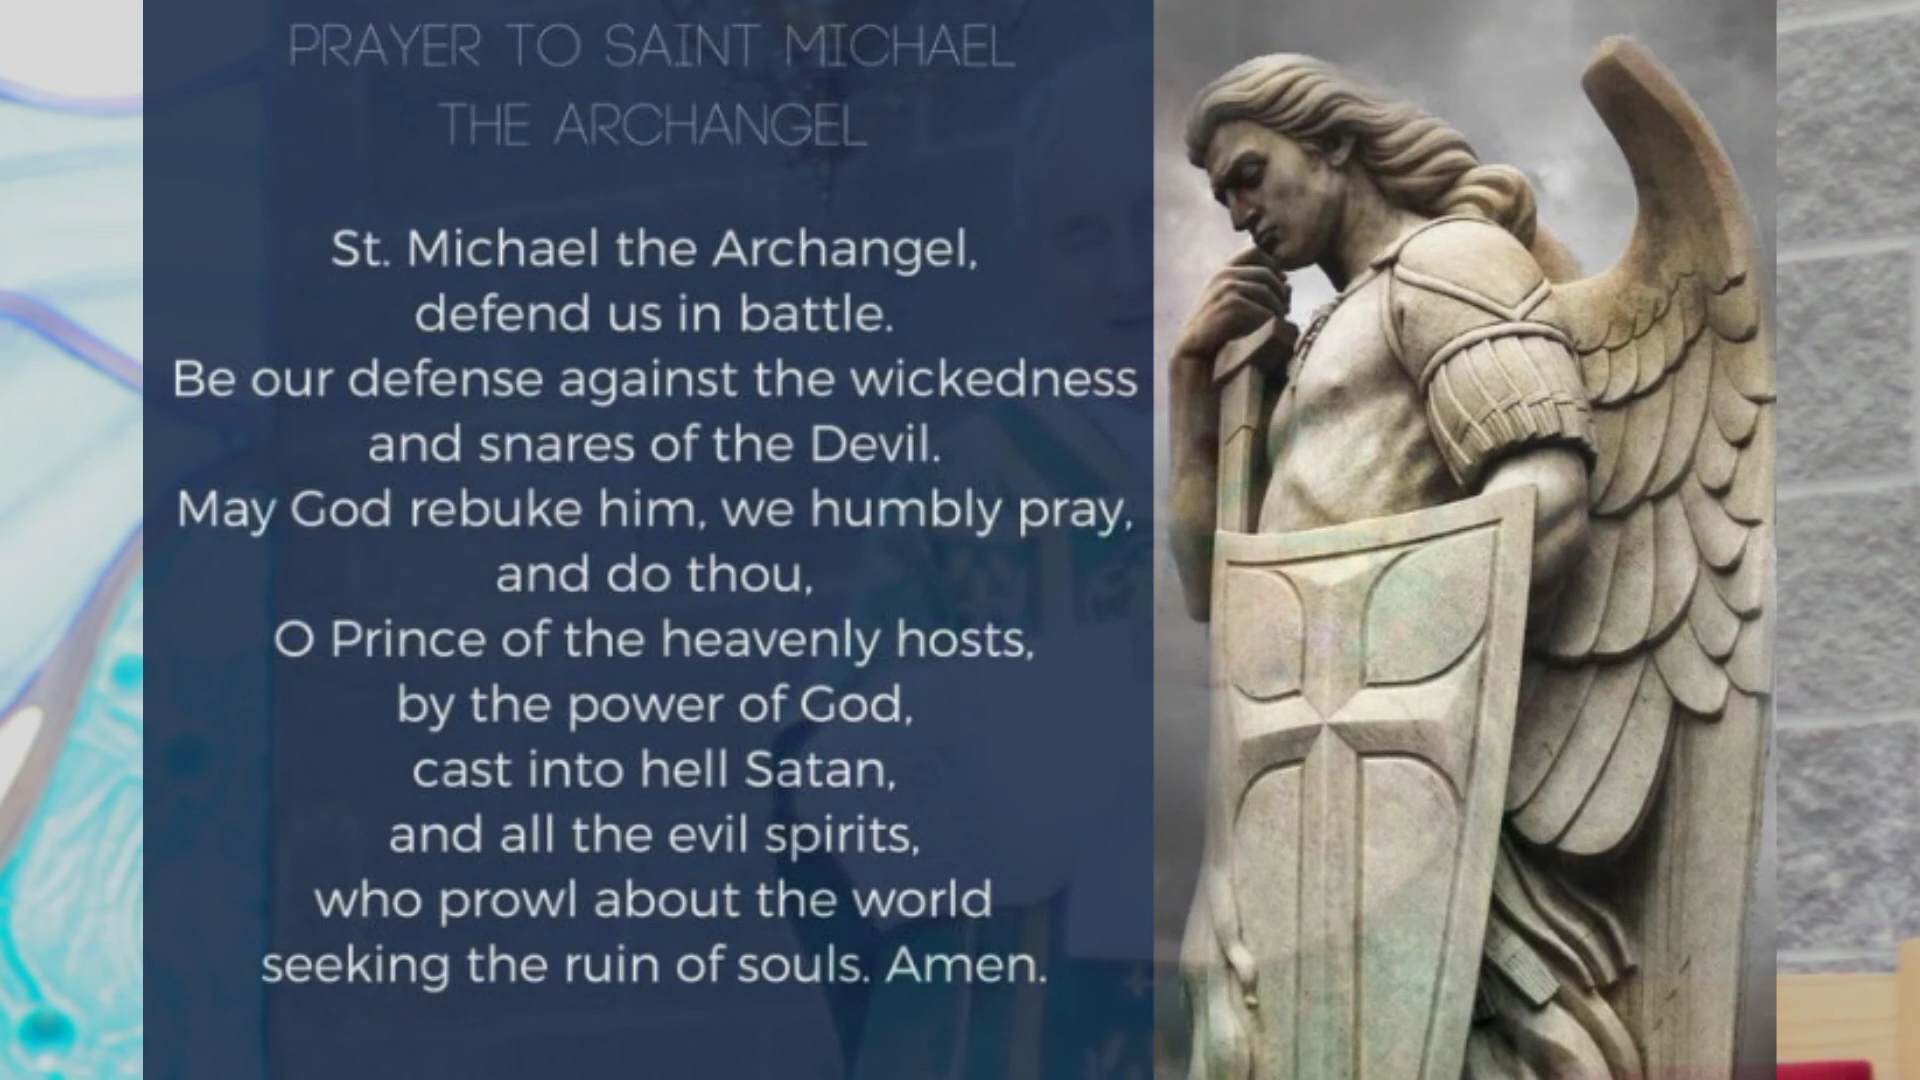 PRAYER TO SAINT MICHAEL
THE ARCHANGEL
St. Michael the Archangel,
defend us in battle.
Be our defense against the wickedness
and snares of the Devil.
May God rebuke him, we humbly pray,
and do thou,
O Prince of the heavenly hosts,
by the power of God,
cast into hell Satan,
and all the evil spirits,
who prowl about the world
seeking the ruin of souls. Amen.